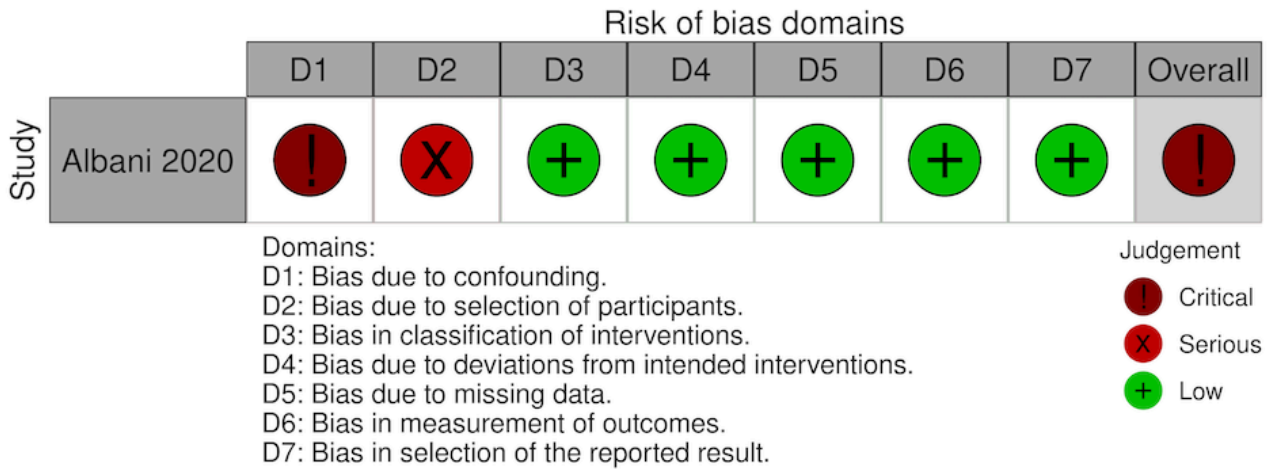 Risk of bias domains
D1 D2 D3 D4 D5 D6 D7 Overall
Study
Albani 2020 ! X + + + + + !
Domains:
D1: Bias due to confounding.
D2: Bias due to selection of participants.
D3: Bias in classification of interventions.
D4: Bias due to deviations from intended interventions.
D5: Bias due to missing data.
D6: Bias in measurement of outcomes.
D7: Bias in selection of the reported result.
Judgement
! Critical
X Serious
+ Low